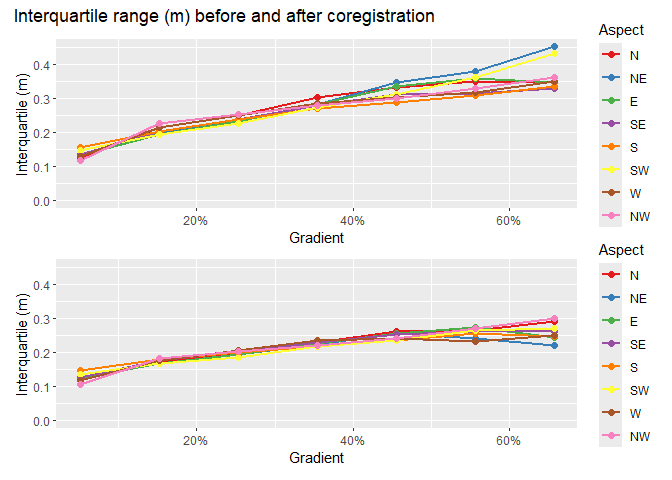 Interquartile range (m) before and after coregistration
Interquartile (m)
0.4
0.3
0.2
0.1
0.0
20%
40%
60%
Gradient
Aspect
N
NE
E
SE
S
SW
W
NW
Interquartile (m)
0.4
0.3
0.2
0.1
0.0
20%
40%
60%
Gradient
Aspect
N
NE
E
SE
S
SW
W
NW